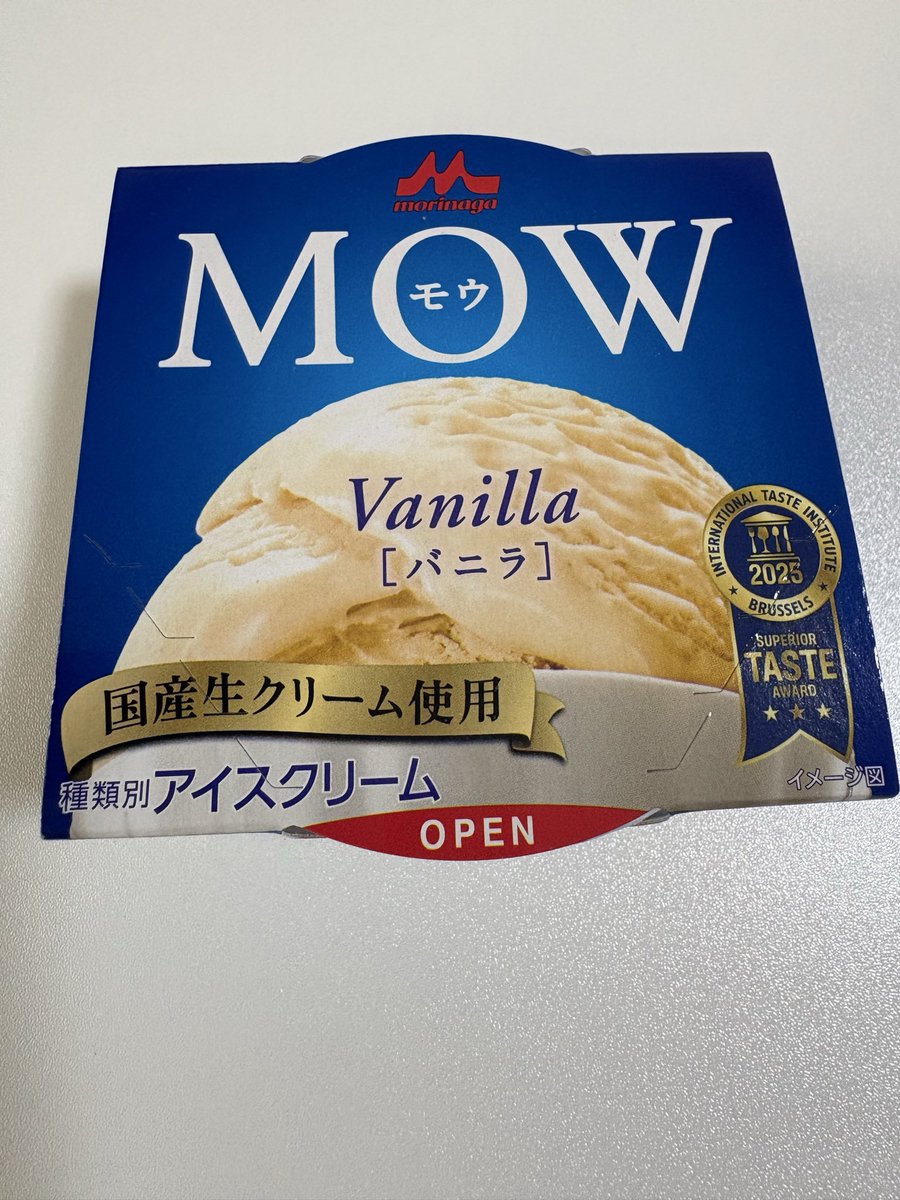 morinaga
MOW
モウ
Vanilla
[バニラ]
INTERNATIONAL TASTE INSTITUTE
2025
BRUSSELS
SUPERIOR
TASTE
AWARD
国産生クリーム使用
種類別アイスクリーム
イメージ図
OPEN